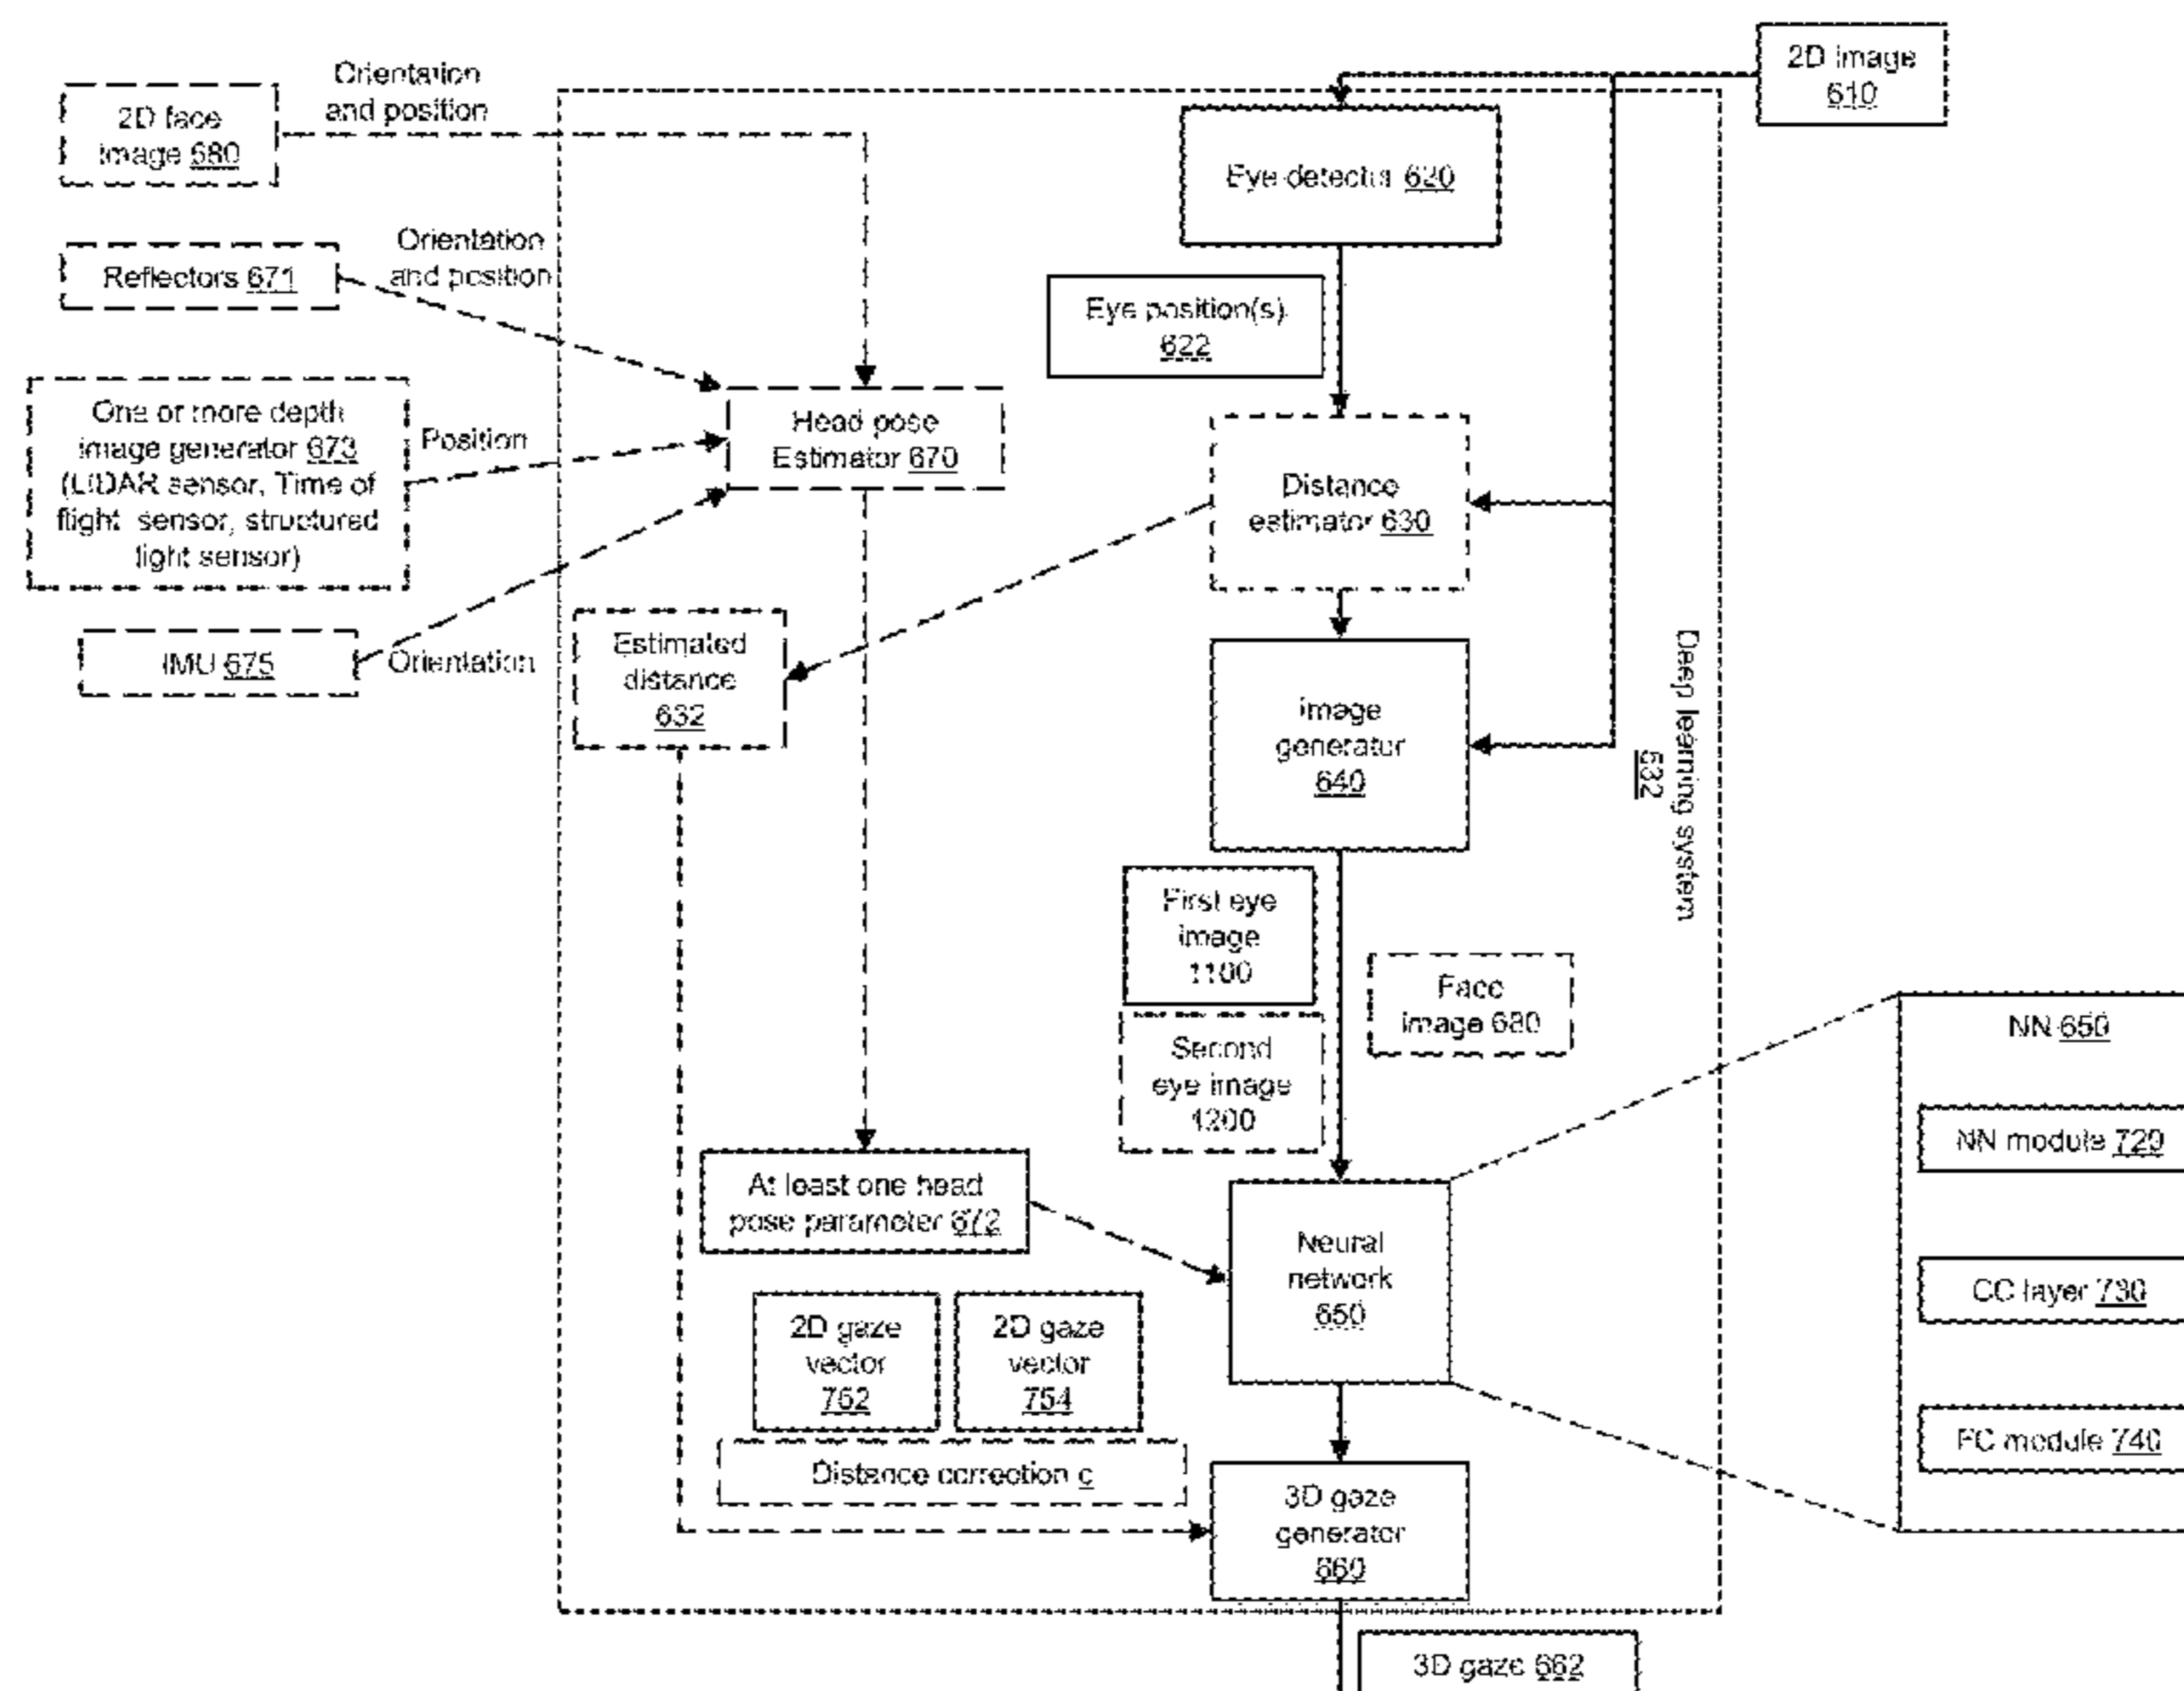 2D image
610
Orientation
and position
2D face
image 680
Eye detector 620
Orientation
and position
Reflectors 671
Eye position(s)
622
One or more depth
image generator 673
(LIDAR sensor, Time of
flight sensor, structured
light sensor)
Position
Head pose
Estimator 670
Distance
estimator 630
IMU 675
Orientation
Estimated
distance
632
Image
generator
640
Deep learning system
632
First eye
image
1100
Face
image 680
Second
eye image
1200
NN 650
NN module 720
CC layer 730
FC module 740
At least one head
pose parameter 672
Neural
network
650
2D gaze
vector
752
2D gaze
vector
754
Distance correction c
3D gaze
generator
660
3D gaze 662